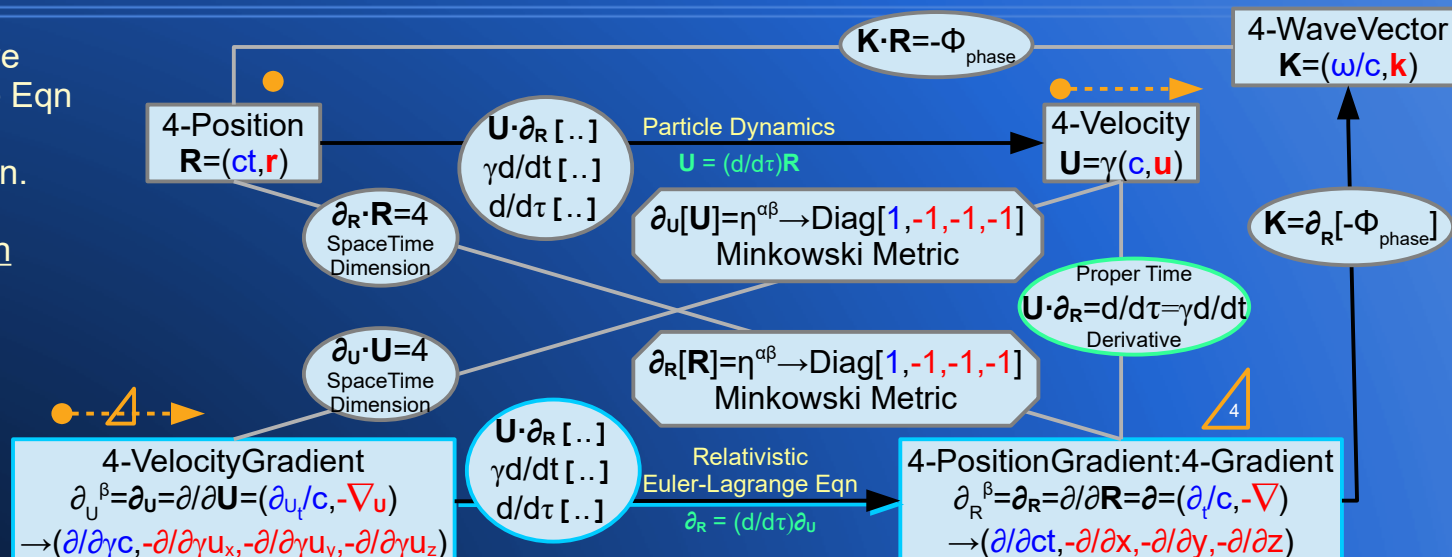 ve
Eqn
n.
n
K·R=-Φphase
4-WaveVector
K=(ω/c,k)
4-Position
R=(ct,r)
U·∂R[..]
γd/dt[..]
d/dτ[..]
Particle Dynamics
U = (d/dτ)R
4-Velocity
U=γ(c,u)
∂R·R=4
SpaceTime
Dimension
∂U[U]=ηαβ→Diag[1,-1,-1,-1]
Minkowski Metric
K=∂R[-Φphase]
Proper Time
U·∂R=d/dτ=γd/dt
Derivative
∂U·U=4
SpaceTime
Dimension
∂R[R]=ηαβ→Diag[1,-1,-1,-1]
Minkowski Metric
4
4-VelocityGradient
∂Uβ=∂U=∂/∂U=(∂Ut/c,-∇U)
→(∂/∂γc,-∂/∂γux,-∂/∂γuy,-∂/∂γuz)
U·∂R[..]
γd/dt[..]
d/dτ[..]
Relativistic
Euler-Lagrange Eqn
∂R = (d/dτ)∂U
4-PositionGradient:4-Gradient
∂Rβ=∂R=∂/∂R=∂=(∂t/c,-∇)
→(∂/∂ct,-∂/∂x,-∂/∂y,-∂/∂z)